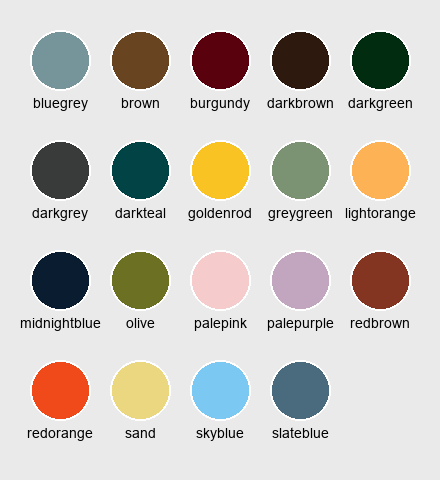 bluegrey brown burgundy darkbrown darkgreen
darkgrey darkteal goldenrod greygreen lightorange
midnightblue olive palepink palepurple redbrown
redorange sand skyblue slateblue